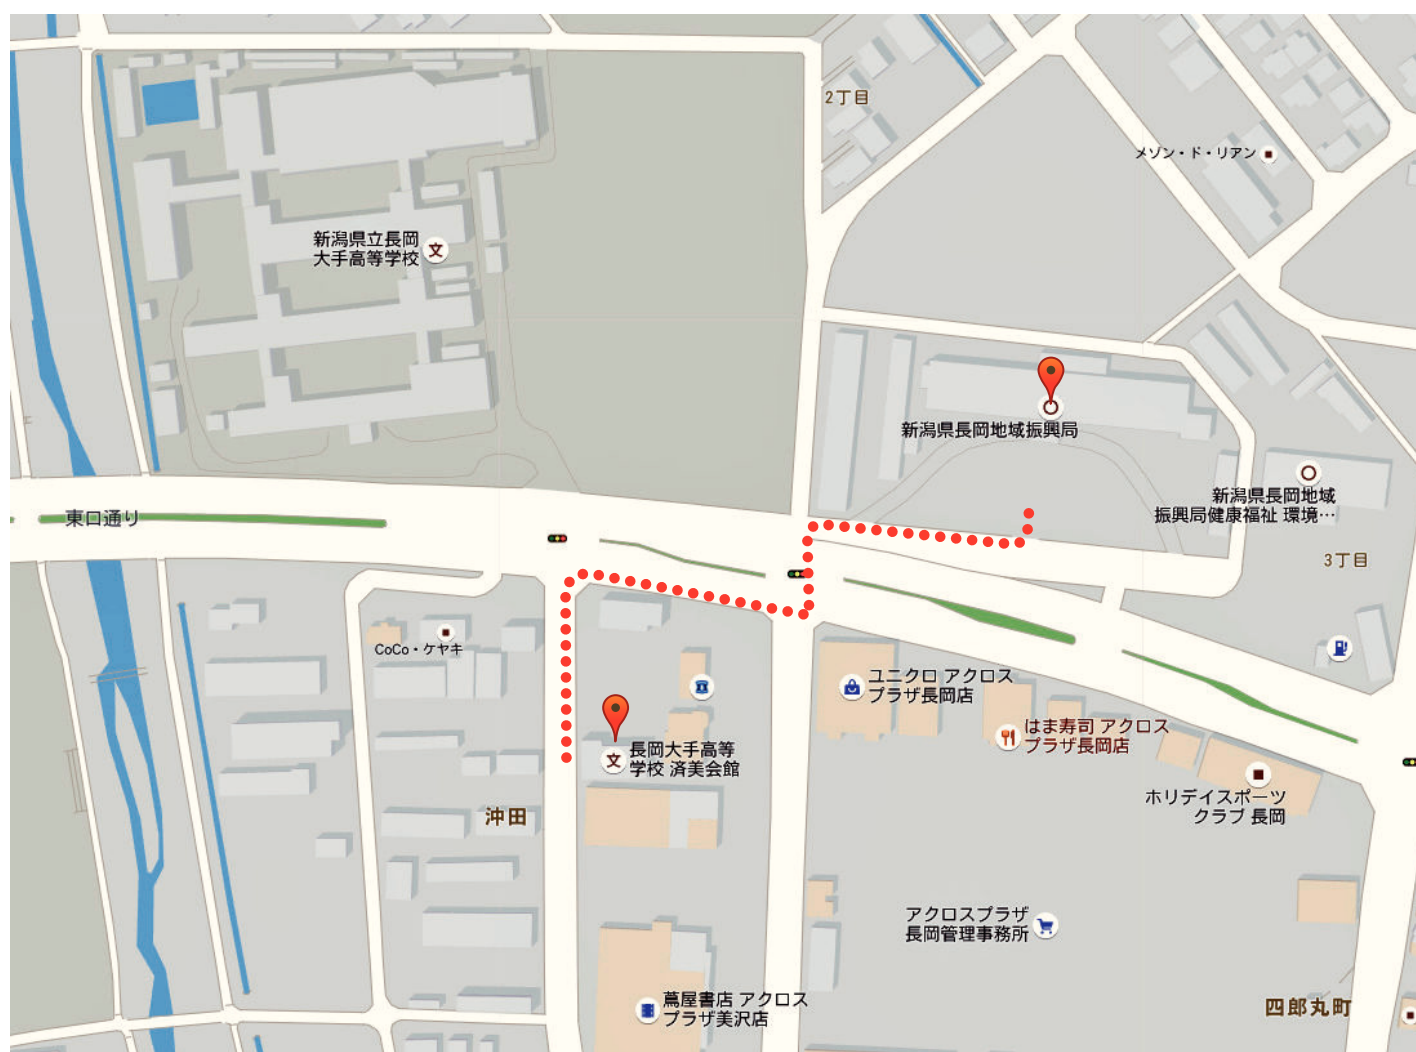 2丁目
メゾン・ド・リアン
新潟県立長岡
大手高等学校
文
新潟県長岡地域振興局
新潟県長岡地域
振興局健康福祉 環境…
東口通り
3丁目
CoCo・ケヤキ
ユニクロ アクロス
プラザ長岡店
はま寿司 アクロス
プラザ長岡店
長岡大手高等
学校 済美会館
文
ホリデイスポーツ
クラブ 長岡
沖田
アクロスプラザ
長岡管理事務所
蔦屋書店 アクロス
プラザ美沢店
四郎丸町